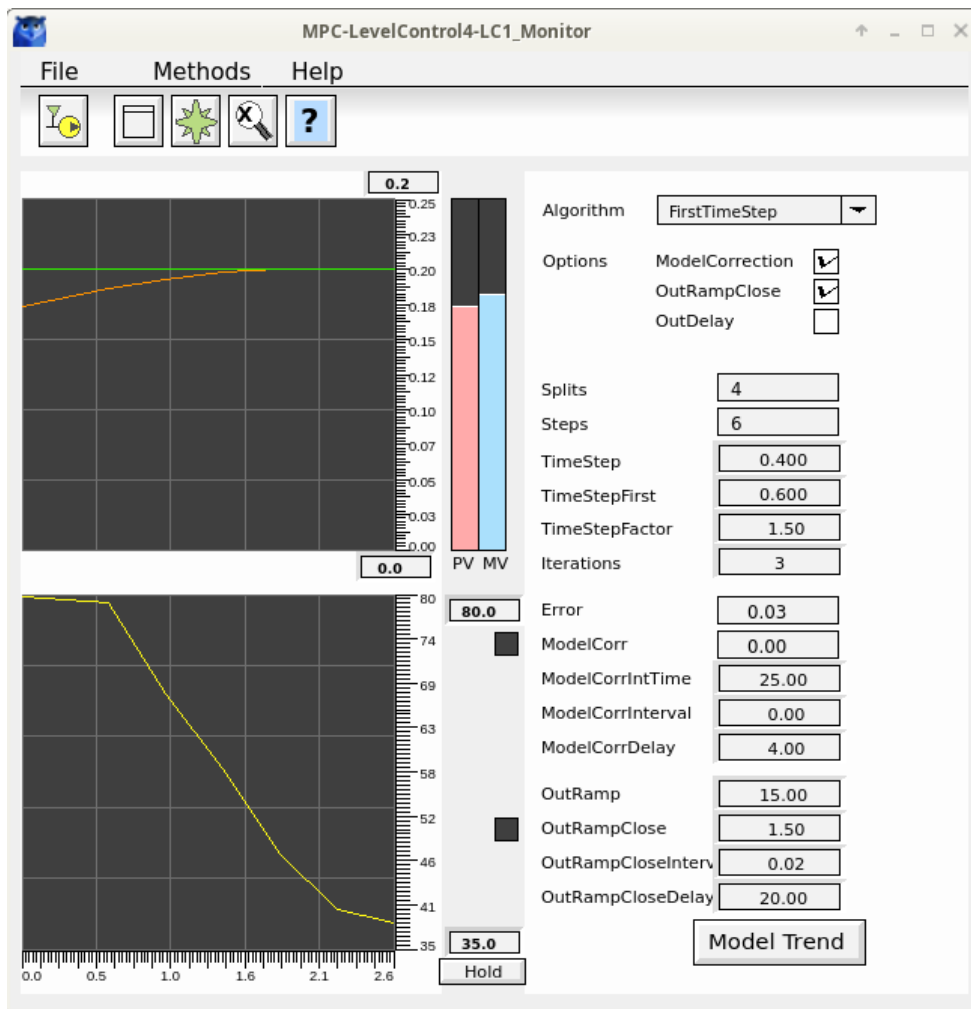 MPC-LevelControl4-LC1_Monitor
File Methods Help
X ?
0.2
0.25
0.23
0.20
0.18
0.15
0.12
0.10
0.07
0.05
0.03
0.00
PV MV
0.0
80
74
69
63
58
52
46
41
35
0.0 0.5 1.0 1.6 2.1 2.6
80.0
35.0
Hold
Algorithm FirstTimeStep
Options ModelCorrection
OutRampClose
OutDelay
Splits 4
Steps 6
TimeStep 0.400
TimeStepFirst 0.600
TimeStepFactor 1.50
Iterations 3
Error 0.03
ModelCorr 0.00
ModelCorrIntTime 25.00
ModelCorrInterval 0.00
ModelCorrDelay 4.00
OutRamp 15.00
OutRampClose 1.50
OutRampCloseInterv 0.02
OutRampCloseDelay 20.00
Model Trend